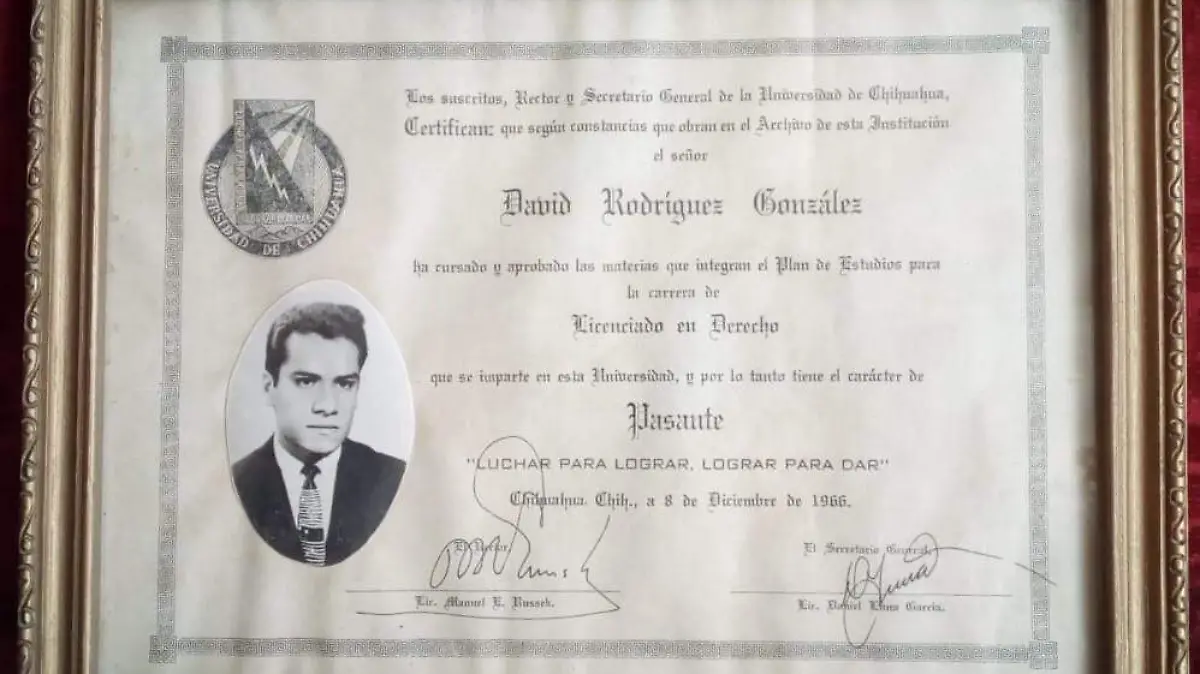 Los suscritos, Rector y Secretario General de la Universidad de Chihuahua,
Certifican: que según constancias que obran en el Archivo de esta Institución
el señor
David Rodríguez González
ha cursado y aprobado las materias que integran el Plan de Estudios para
la carrera de
Licenciado en Derecho
que se imparte en esta Universidad, y por lo tanto tiene el carácter de
Pasante
"LUCHAR PARA LOGRAR, LOGRAR PARA DAR"
Chihuahua, Chih., a 8 de Diciembre de 1966.
UNIVERSIDAD DE CHIHUAHUA
El Rector,
Lic. Manuel E. Russek.
El Secretario General,
Lic. Daniel Luna García.